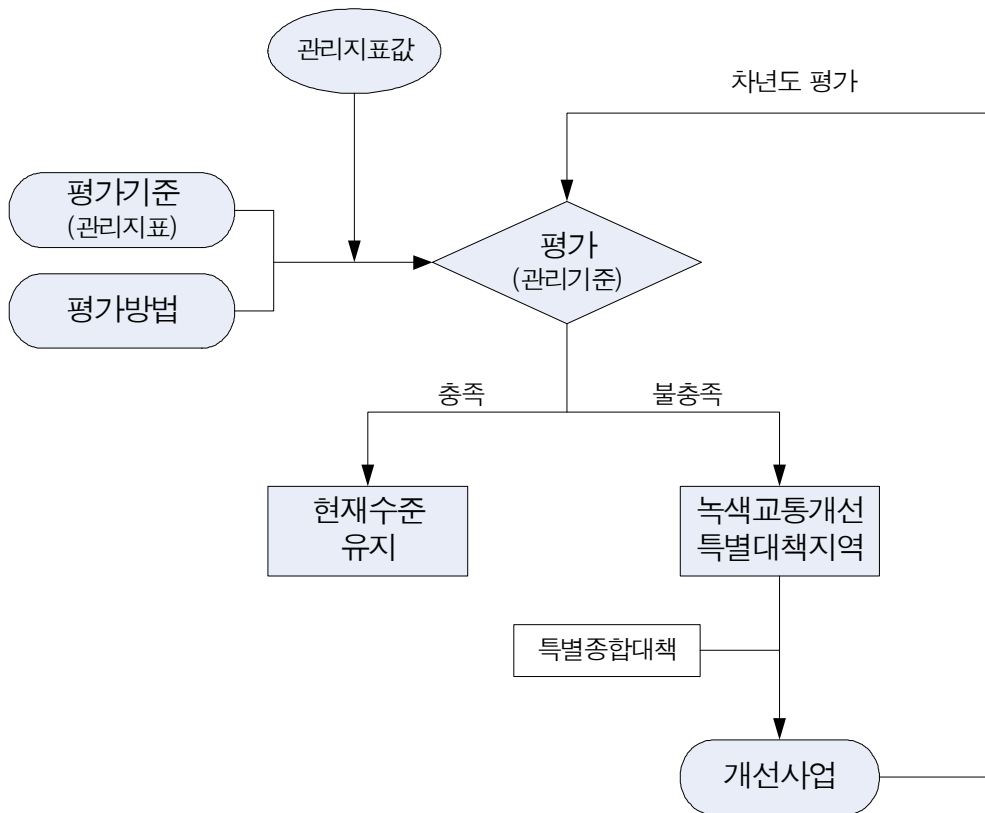 관리지표값
차년도 평가
평가기준
(관리지표)
평가방법
평가
(관리기준)
충족
불충족
현재수준
유지
녹색교통개선
특별대책지역
특별종합대책
개선사업